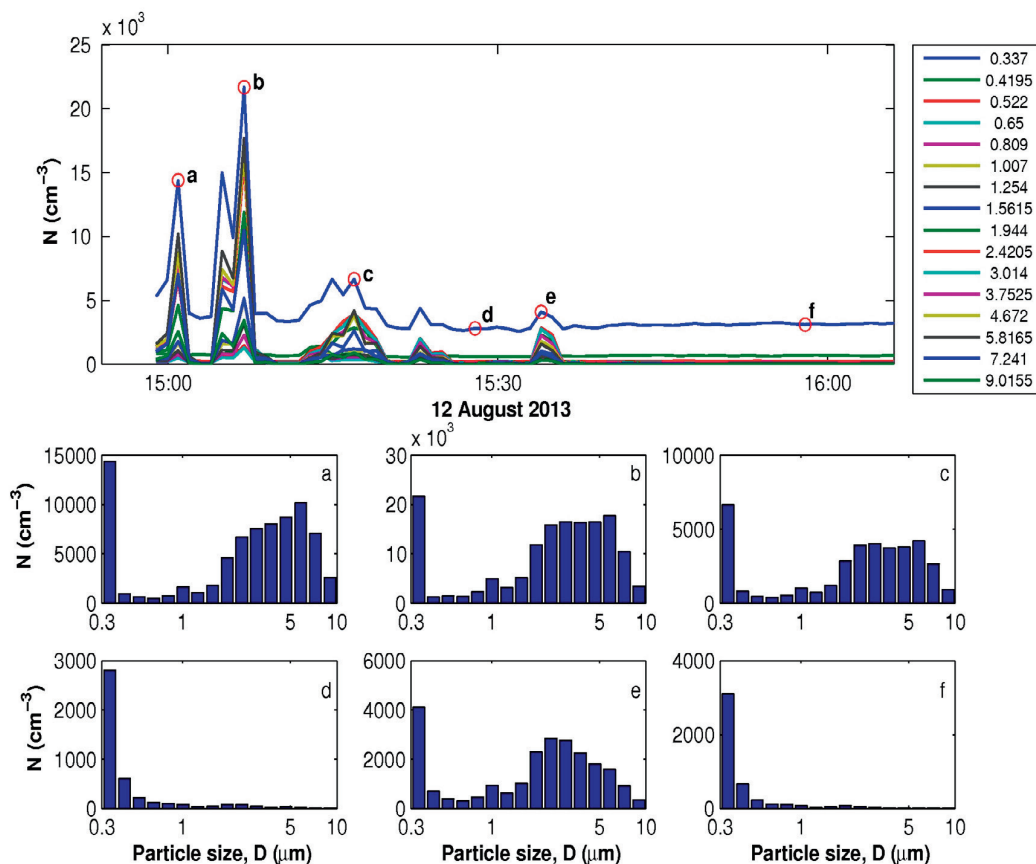 x 10³
25
20
15
10
5
0
N (cm⁻³)
a
b
c
d
e
f
15:00
15:30
16:00
12 August 2013
0.337
0.4195
0.522
0.65
0.809
1.007
1.254
1.5615
1.944
2.4205
3.014
3.7525
4.672
5.8165
7.241
9.0155
15000
10000
5000
0
N (cm⁻³)
a
0.3 1 5 10
x 10³
30
20
10
0
b
0.3 1 5 10
10000
5000
0
c
0.3 1 5 10
3000
2000
1000
0
N (cm⁻³)
d
0.3 1 5 10
Particle size, D (μm)
6000
4000
2000
0
e
0.3 1 5 10
Particle size, D (μm)
4000
2000
0
f
0.3 1 5 10
Particle size, D (μm)